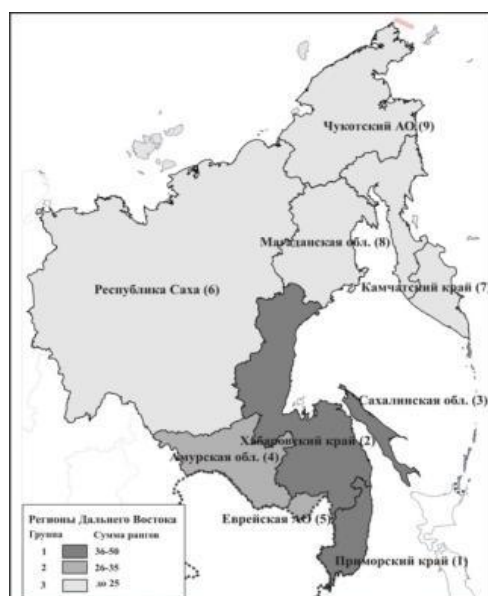 Чукотский АО (9)
Магаданская обл. (8)
Республика Саха (6)
Камчатский край (7)
Сахалинская обл. (3)
Хабаровский край (2)
Амурская обл. (4)
Еврейская АО (5)
Приморский край (1)
Регионы Дальнего Востока
Группа Сумма рангов
1 36-50
2 26-35
3 до 25